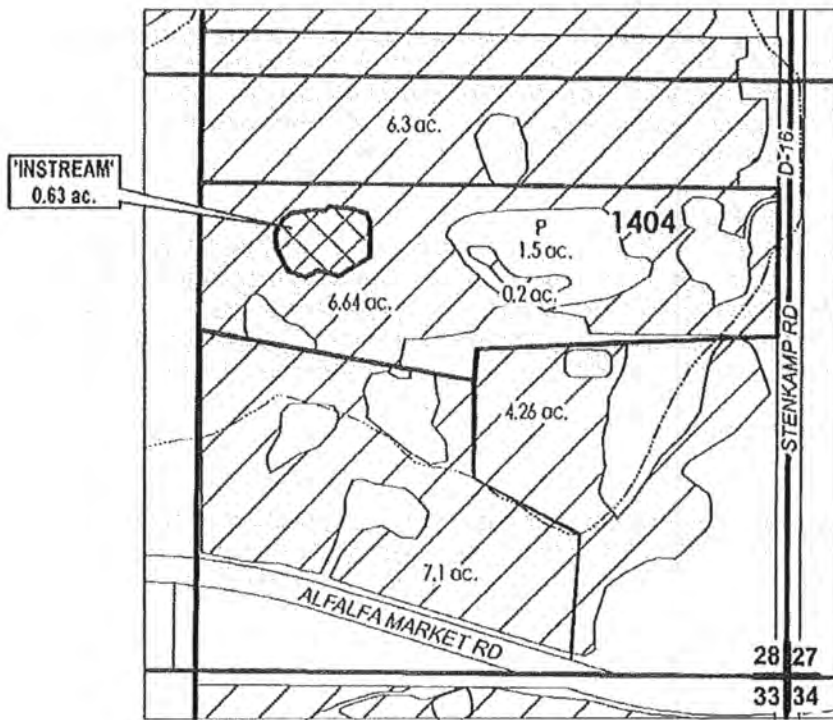 6.3 ac.
D-16
'INSTREAM'
0.63 ac.
P
1.5 ac.
1404
0.2 ac.
6.64 ac.
STENKAMP RD
4.26 ac.
7.1 ac.
ALFALFA MARKET RD
28 27
33 34